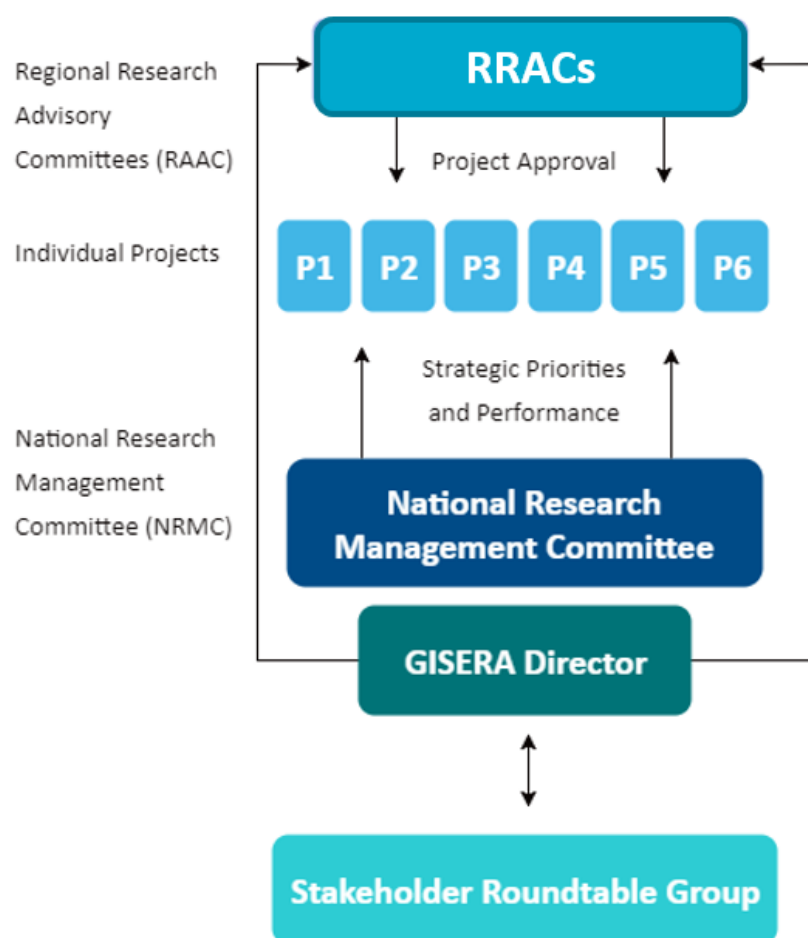 RRACs
Regional Research
Advisory
Committees (RAAC)
Project Approval
Individual Projects
P1 P2 P3 P4 P5 P6
Strategic Priorities
and Performance
National Research
Management
Committee (NRMC)
National Research
Management Committee
GISERA Director
Stakeholder Roundtable Group